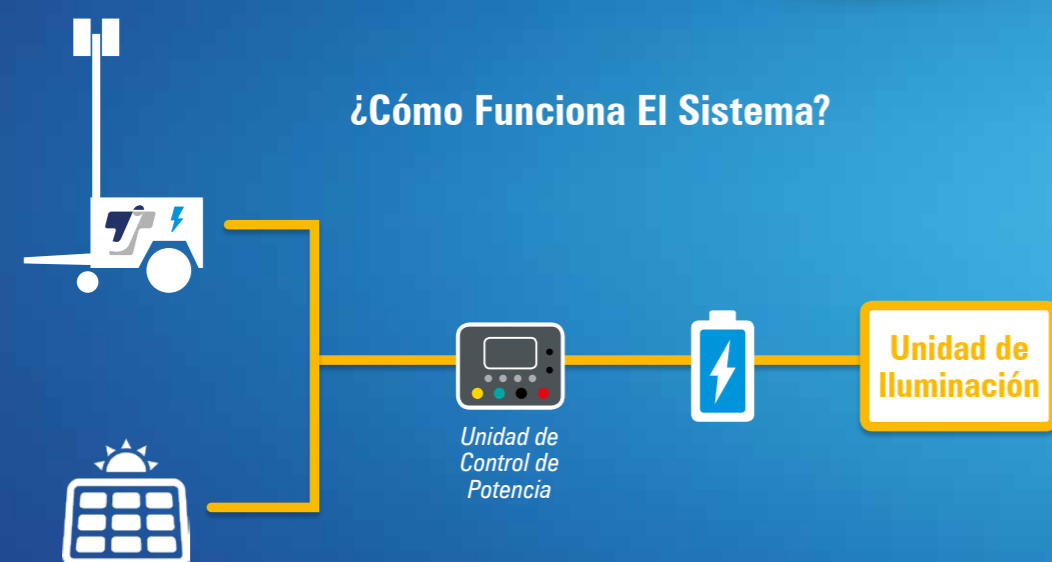 ¿Cómo Funciona El Sistema?
Unidad de
Control de
Potencia
Unidad de
Iluminación